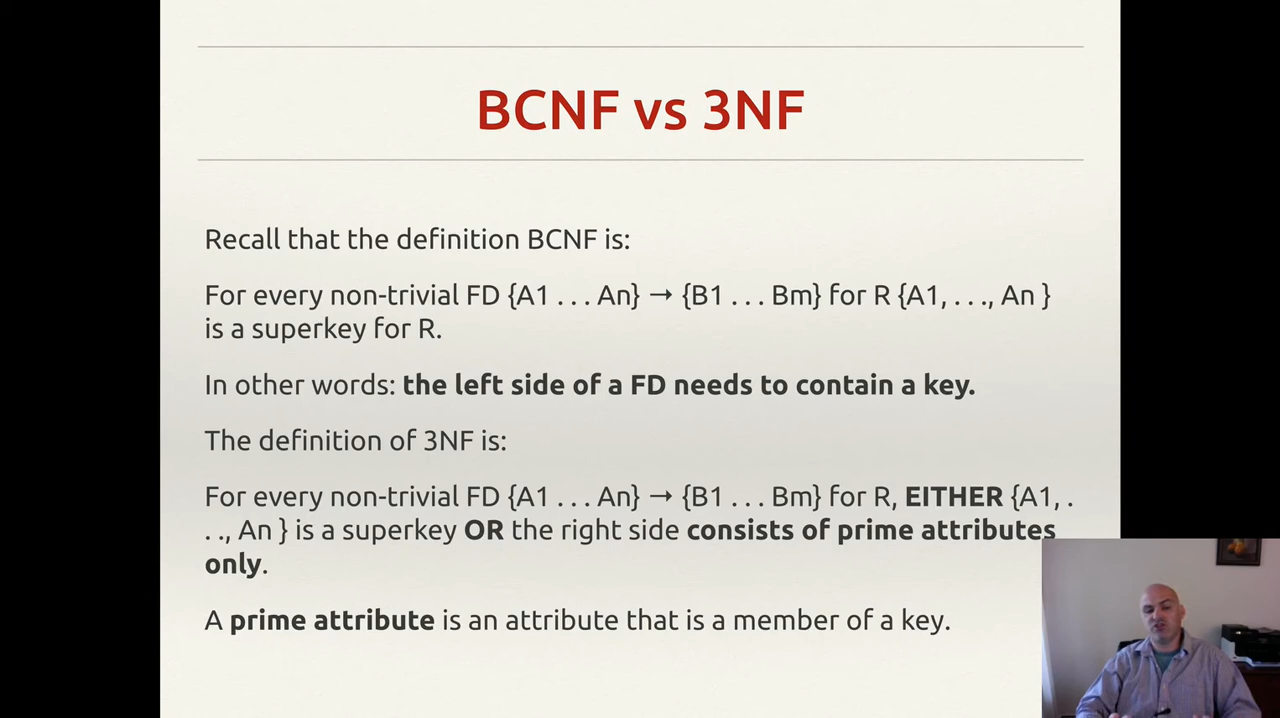 BCNF vs 3NF
Recall that the definition BCNF is:
For every non-trivial FD {A1 . . . An} → {B1 . . . Bm} for R {A1, . . ., An }
is a superkey for R.
In other words: the left side of a FD needs to contain a key.
The definition of 3NF is:
For every non-trivial FD {A1 . . . An} → {B1 . . . Bm} for R, EITHER {A1, .
. ., An } is a superkey OR the right side consists of prime attributes
only.
A prime attribute is an attribute that is a member of a key.